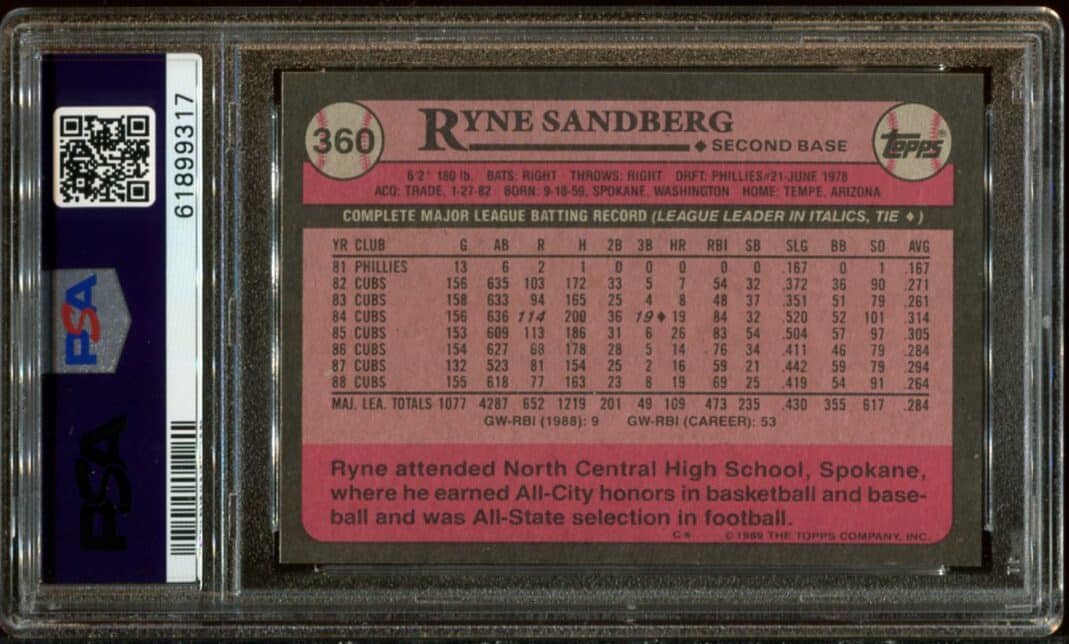 61899317
PSA
PSA
360
RYNE SANDBERG
◆ SECOND BASE
Topps®
6'2" 180 lb. BATS: RIGHT THROWS: RIGHT DRFT: PHILLIES#21-JUNE 1978
ACQ: TRADE, 1-27-82 BORN: 9-18-59, SPOKANE, WASHINGTON HOME: TEMPE, ARIZONA
COMPLETE MAJOR LEAGUE BATTING RECORD (LEAGUE LEADER IN ITALICS, TIE ◆)
YR CLUB G AB R H 2B 3B HR RBI SB SLG BB SO AVG
81 PHILLIES 13 6 2 1 0 0 0 0 0 .167 0 1 .167
82 CUBS 156 635 103 172 33 5 7 54 32 .372 36 90 .271
83 CUBS 158 633 94 165 25 4 8 48 37 .351 51 79 .261
84 CUBS 156 636 114 200 36 19◆ 19 84 32 .520 52 101 .314
85 CUBS 153 609 113 186 31 6 26 83 54 .504 57 97 .305
86 CUBS 154 627 68 178 28 5 14 76 34 .411 46 79 .284
87 CUBS 132 523 81 154 25 2 16 59 21 .442 59 79 .294
88 CUBS 155 618 77 163 23 8 19 69 25 .419 54 91 .264
MAJ. LEA. TOTALS 1077 4287 652 1219 201 49 109 473 235 .430 355 617 .284
GW-RBI (1988): 9 GW-RBI (CAREER): 53
Ryne attended North Central High School, Spokane,
where he earned All-City honors in basketball and base-
ball and was All-State selection in football.
C* © 1989 THE TOPPS COMPANY, INC.